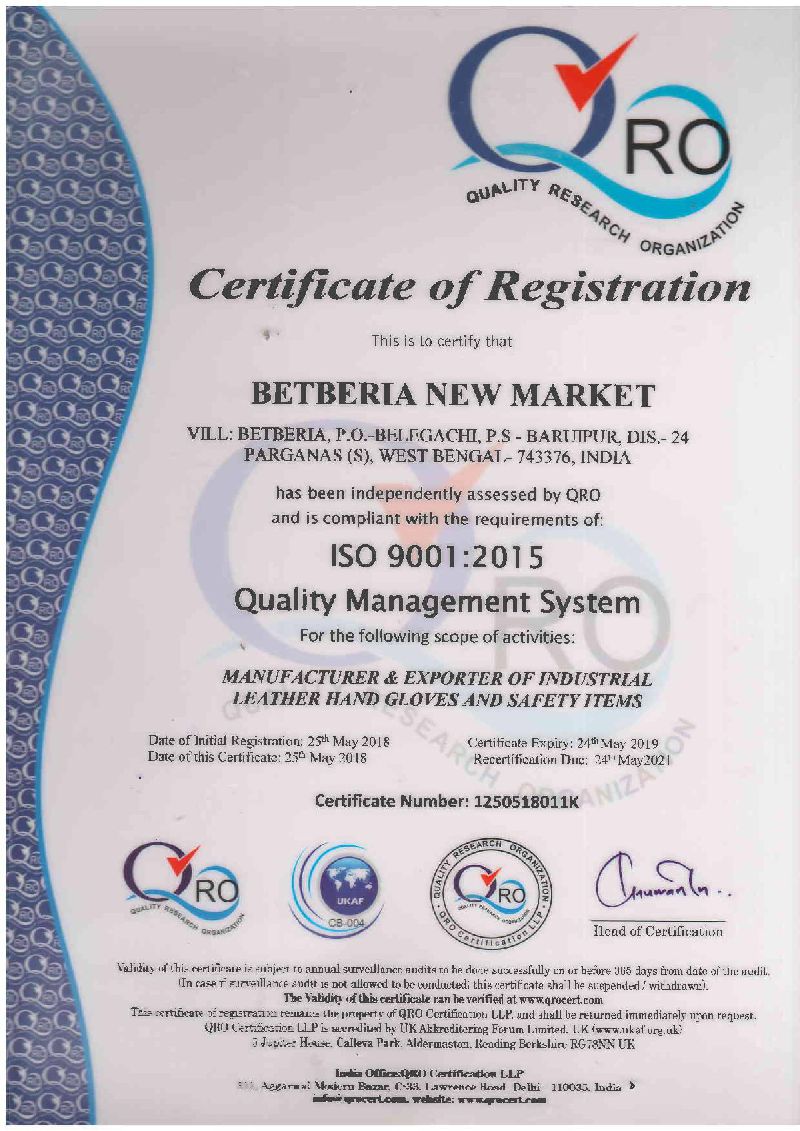 QRO
QUALITY RESEARCH ORGANIZATION
Certificate of Registration
This is to certify that
BETBERIA NEW MARKET
VILL: BETBERIA, P.O.-BELEGACHI, P.S - BARUIPUR, DIS.- 24
PARGANAS (S), WEST BENGAL- 743376, INDIA
has been independently assessed by QRO
and is compliant with the requirements of:
ISO 9001:2015
Quality Management System
For the following scope of activities:
MANUFACTURER & EXPORTER OF INDUSTRIAL
LEATHER HAND GLOVES AND SAFETY ITEMS
Date of Initial Registration: 25th May 2018
Certificate Expiry: 24th May 2019
Date of this Certificate: 25th May 2018
Recertification Due: 24th May2021
Certificate Number: 1250518011K
QRO
QUALITY RESEARCH ORGANIZATION
UKAF
CB-004
QUALITY RESEARCH ORGANIZATION
QRO
QUALITY RESEARCH ORGANIZATION
QRO Certification LLP
Head of Certification
Validity of this certificate is subject to annual surveillance audits to be done successfully on or before 365 days from date of the audit.
(In case if surveillance audit is not allowed to be conducted; this certificate shall be suspended / withdrawn).
The Validity of this certificate can be verified at www.qrocert.com
This certificate of registration remains the property of QRO Certification LLP, and shall be returned immediately upon request.
QRO Certification LLP is accredited by UK Akkreditering Forum Limited, UK (www.ukaf.org.uk)
5 Jupiter House, Calleva Park, Aldermaston, Reading Berkshire RG78NN UK
India Office:QRO Certification LLP
Aggarwal Modern Bazar, C-33, Lawrence Road, Delhi - 110035, India
info@qrocert.com, website: www.qrocert.com